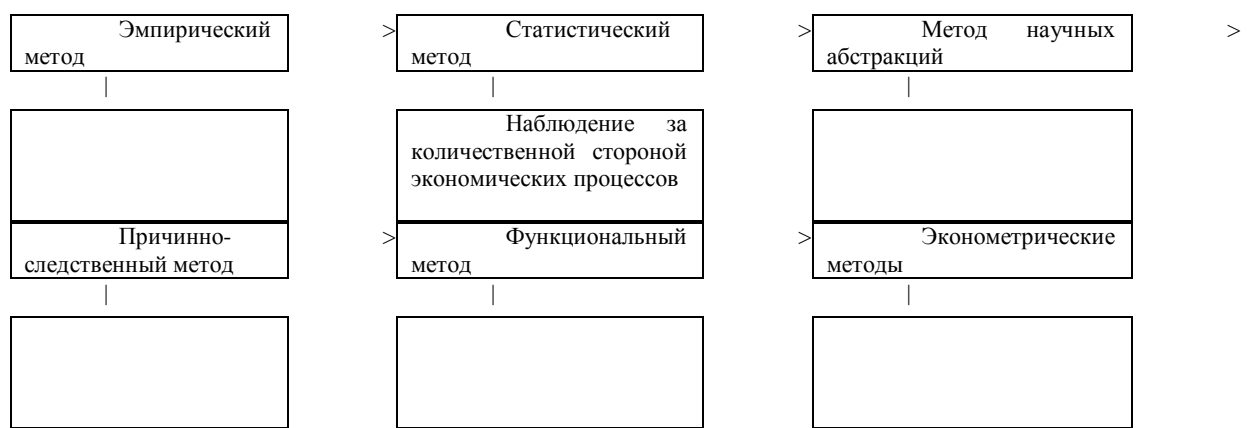 Эмпирический метод > Статистический метод > Метод научных абстракций >
| | |
Наблюдение за
количественной стороной
экономических процессов
Причинно-следственный метод > Функциональный метод > Эконометрические методы
| | |